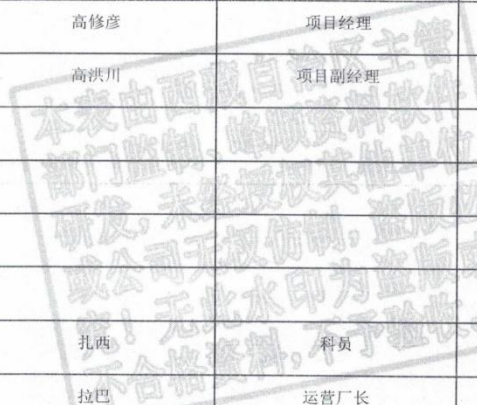 高修彦 项目经理
高洪川 项目副经理
本表由西藏自治区主管
部门监制、峰顺资料软件
研发,未经授权其他单位
或公司无权仿制,盗版必
究!无此水印为盗版或
不合格资料,不予验收。
扎西 科员
拉巴 运营厂长